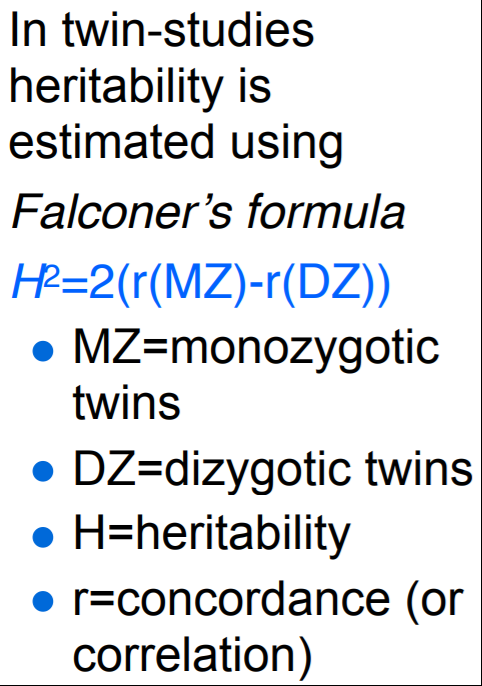 In twin-studies
heritability is
estimated using
Falconer’s formula
H²=2(r(MZ)-r(DZ))
● MZ=monozygotic
twins
● DZ=dizygotic twins
● H=heritability
● r=concordance (or
correlation)